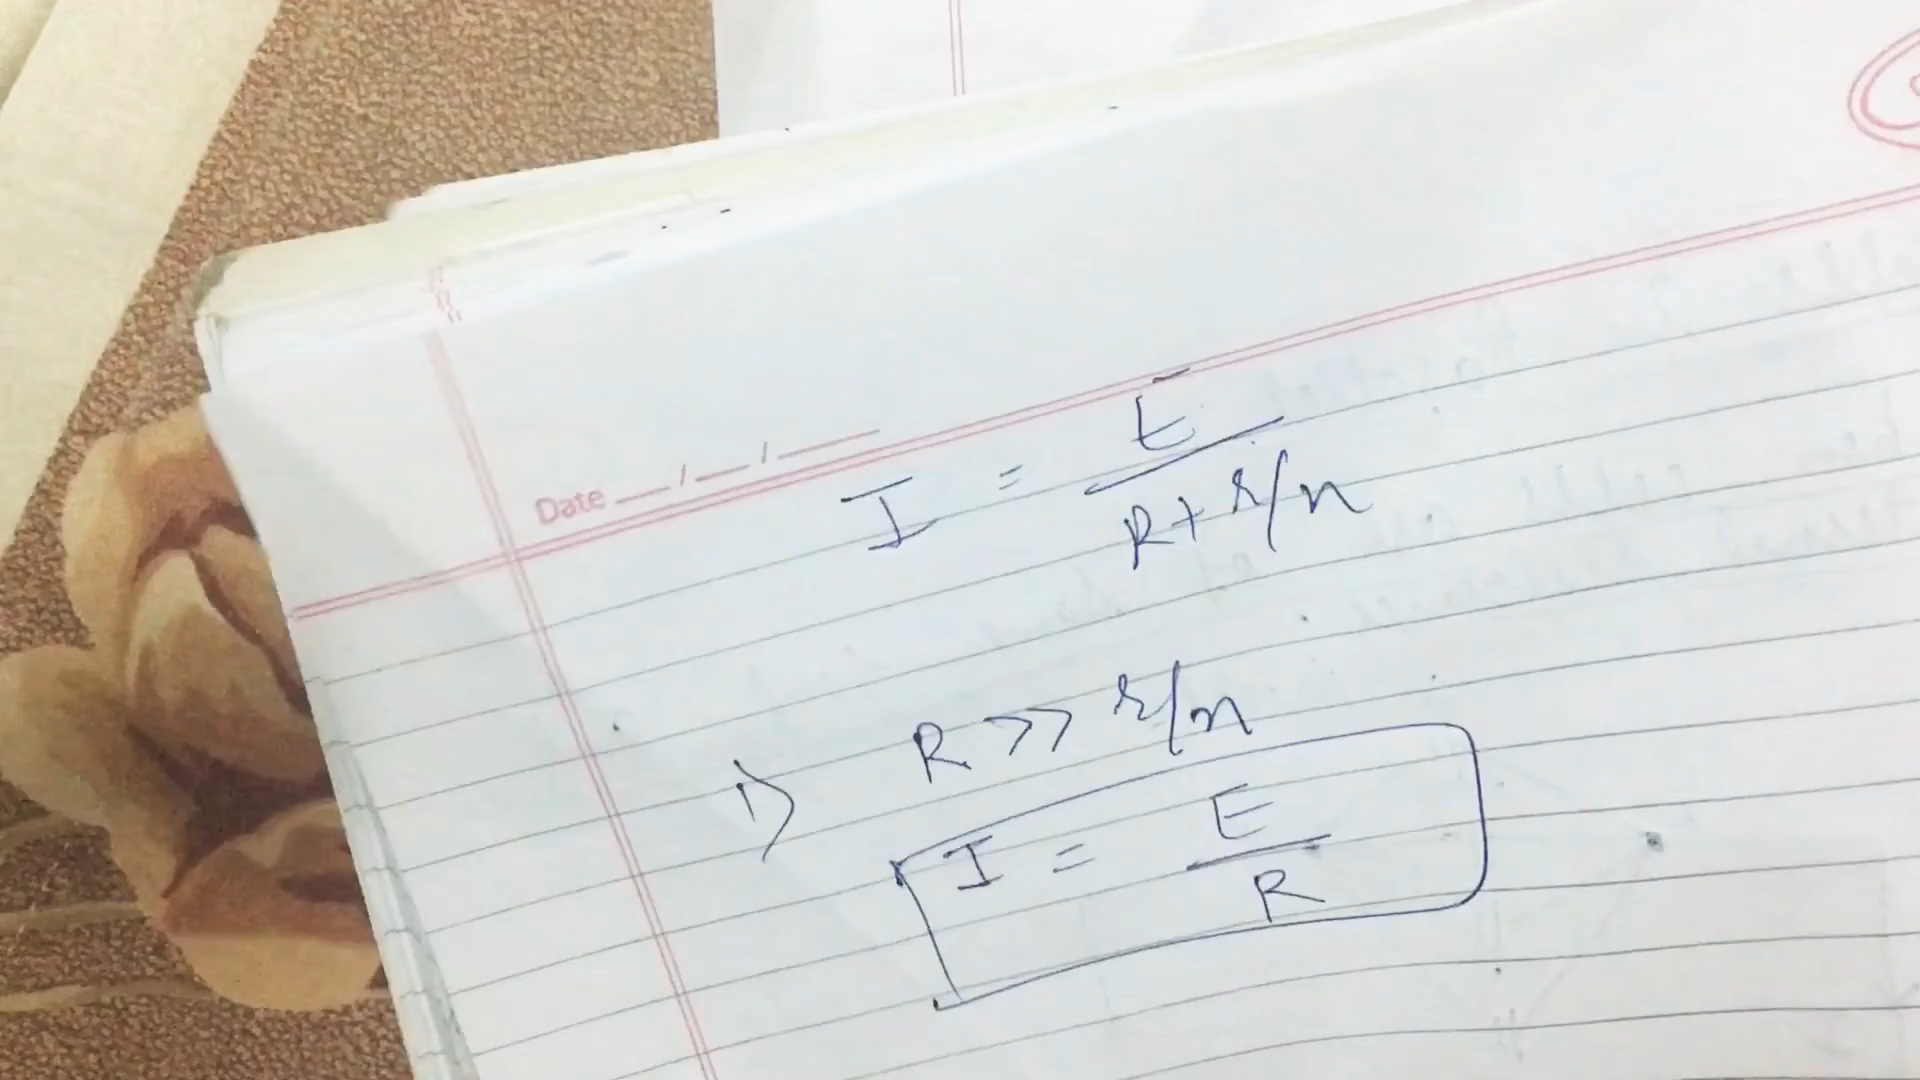 Date __/__/____
I = E / R + r/n
1) R >> r/n
I = E / R